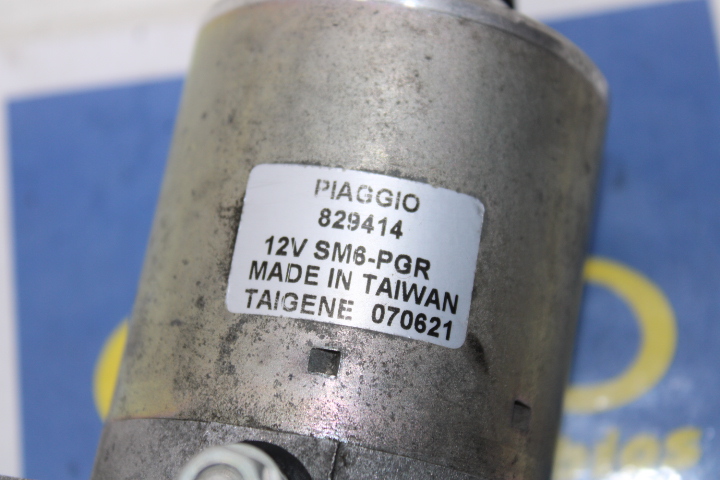 PIAGGIO
829414
12V SM6-PGR
MADE IN TAIWAN
TAIGENE 070621